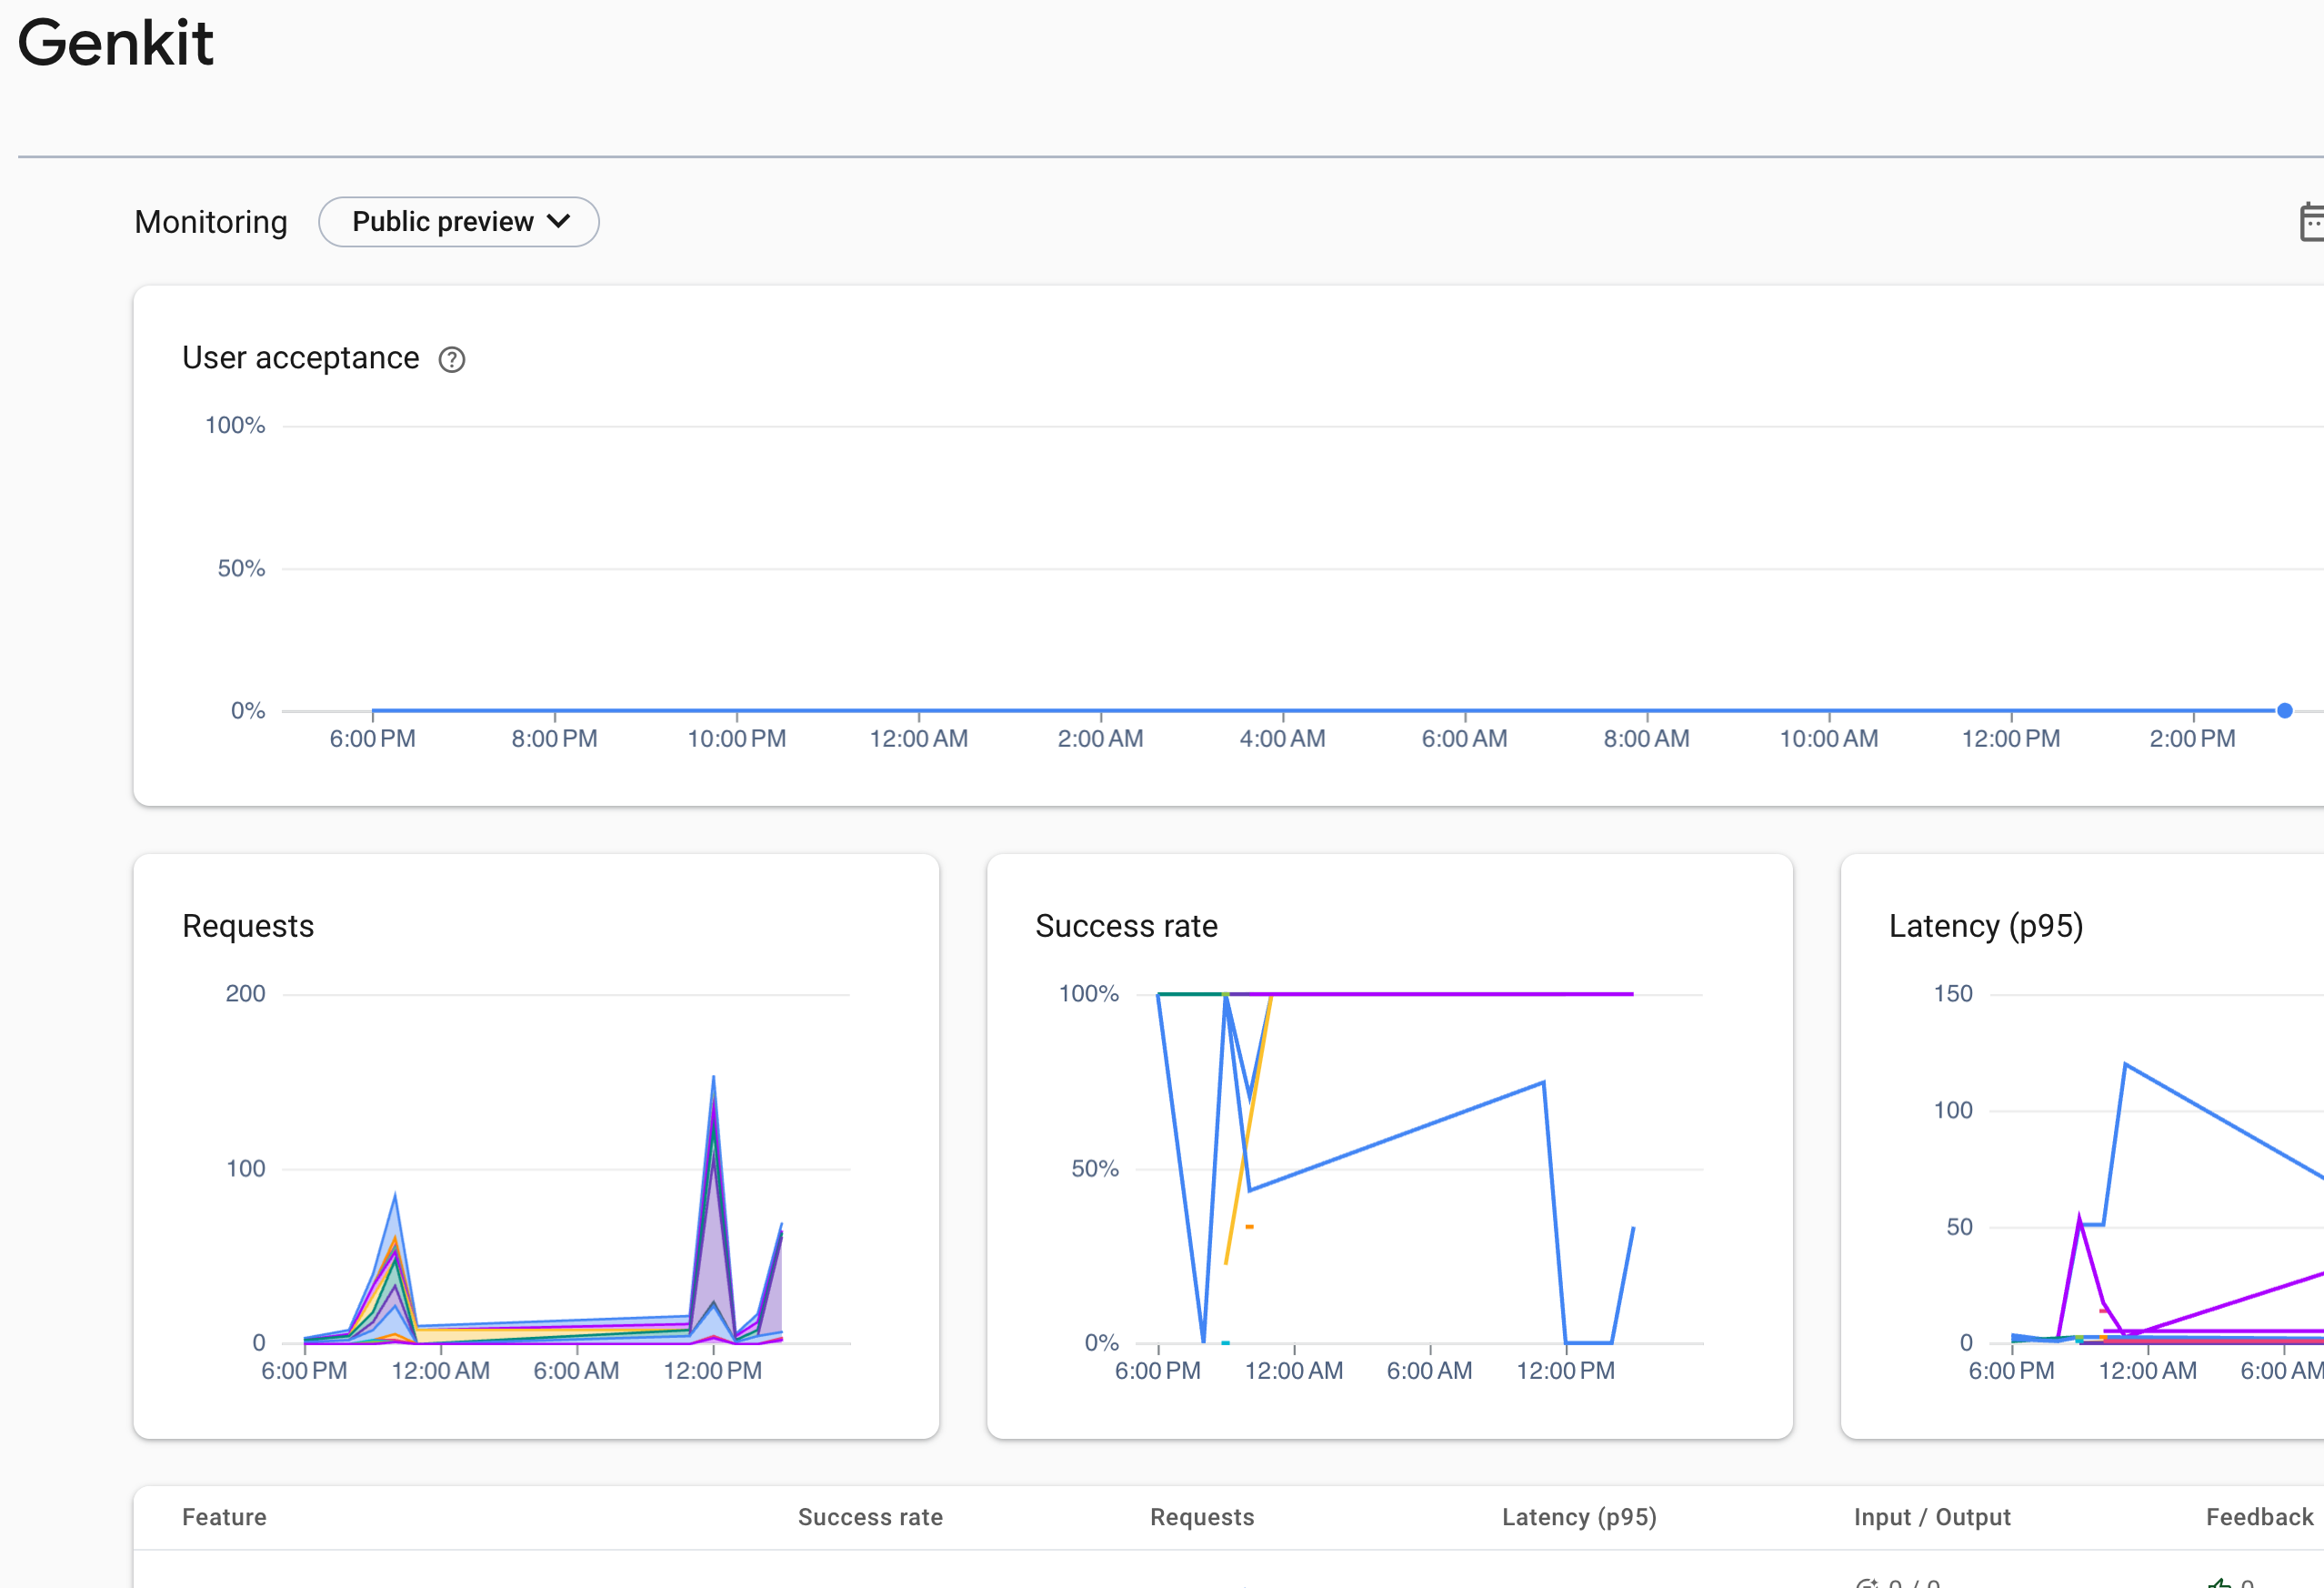 Genkit
Monitoring Public preview
User acceptance ?
100%
50%
0%
6:00 PM 8:00 PM 10:00 PM 12:00 AM 2:00 AM 4:00 AM 6:00 AM 8:00 AM 10:00 AM 12:00 PM 2:00 PM
Requests
200
100
0
6:00 PM 12:00 AM 6:00 AM 12:00 PM
Success rate
100%
50%
0%
6:00 PM 12:00 AM 6:00 AM 12:00 PM
Latency (p95)
150
100
50
0
6:00 PM 12:00 AM 6:00 AM
Feature Success rate Requests Latency (p95) Input / Output Feedback
0 / 0 0